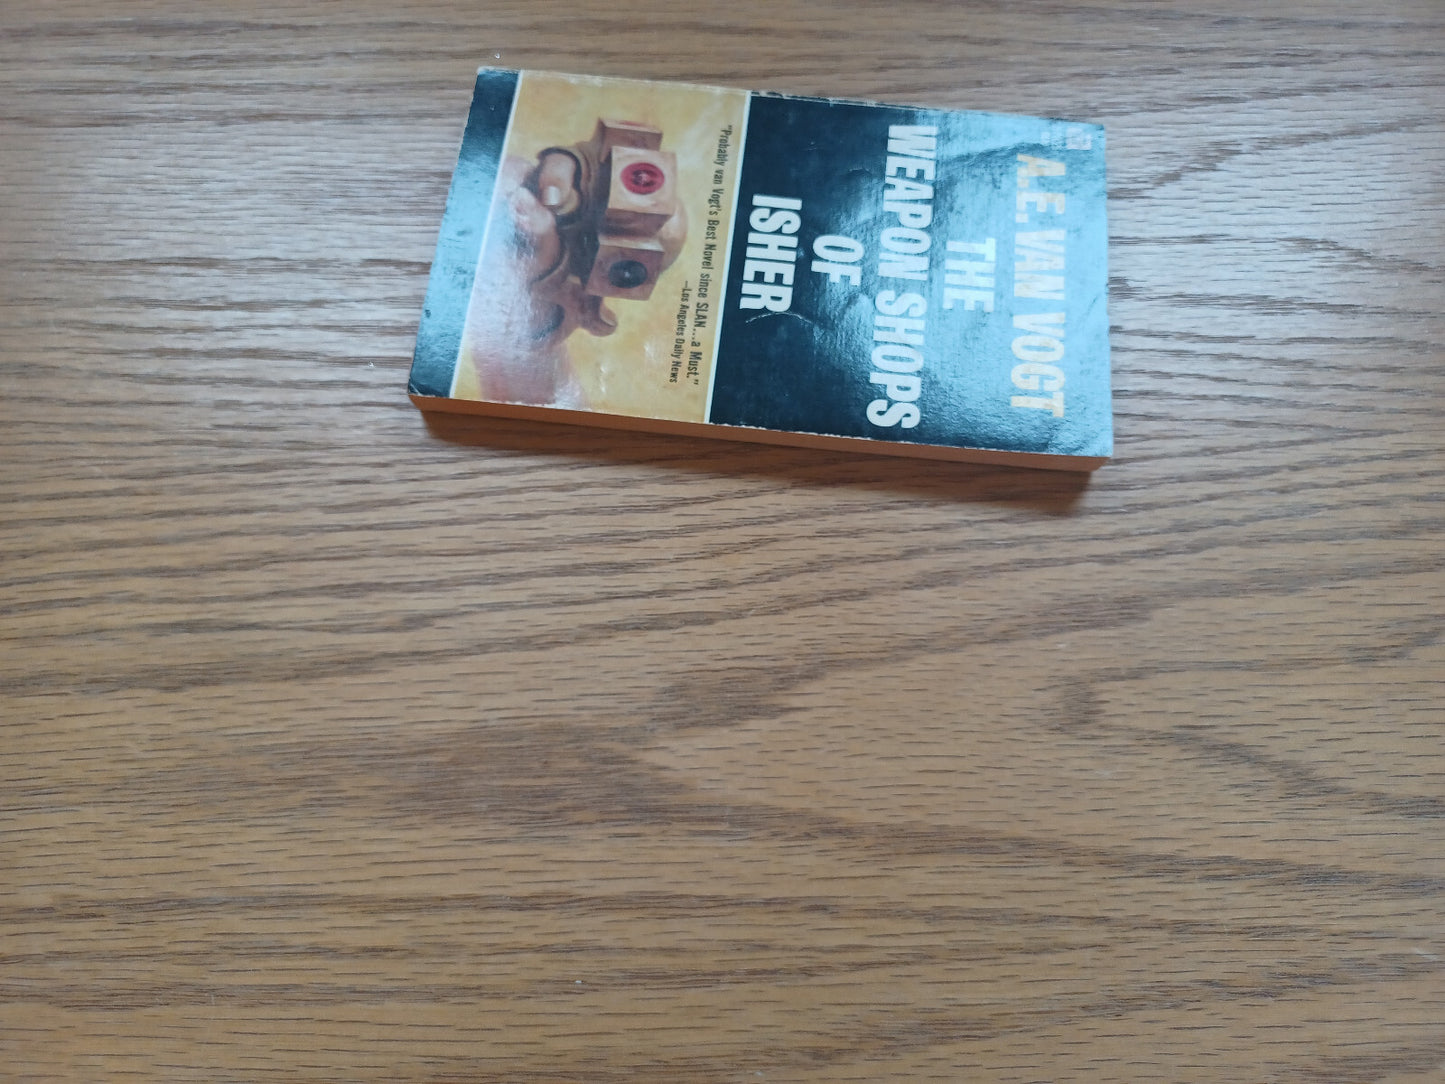 A.E. VAN VOGT
THE
WEAPON SHOPS
OF
ISHER
"Probably van Vogt's Best Novel since SLAN...a Must."
—Los Angeles Daily News